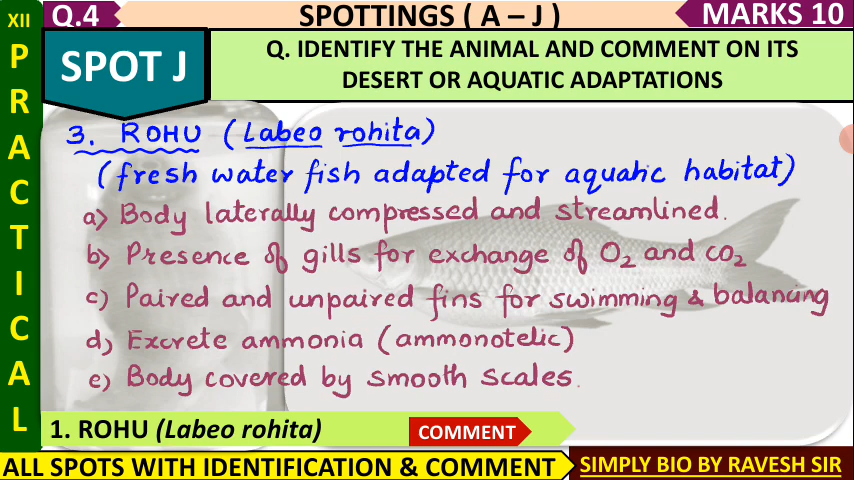 XII
PRACTICAL
Q.4
SPOTTINGS ( A – J )
MARKS 10
SPOT J
Q. IDENTIFY THE ANIMAL AND COMMENT ON ITS
DESERT OR AQUATIC ADAPTATIONS
3. ROHU (Labeo rohita)
(fresh water fish adapted for aquatic habitat)
a) Body laterally compressed and streamlined.
b) Presence of gills for exchange of O2 and CO2
c) Paired and unpaired fins for swimming & balancing
d) Excrete ammonia (ammonotelic)
e) Body covered by smooth scales.
1. ROHU (Labeo rohita)
COMMENT
ALL SPOTS WITH IDENTIFICATION & COMMENT
SIMPLY BIO BY RAVESH SIR